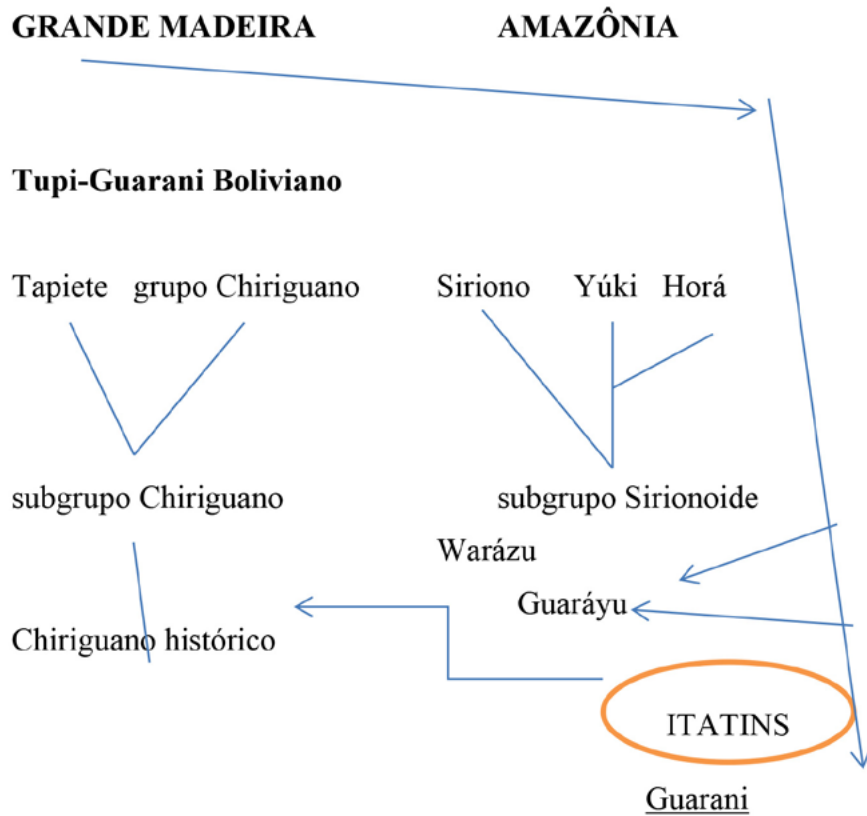 GRANDE MADEIRA AMAZÔNIA
Tupi-Guarani Boliviano
Tapiete grupo Chiriguano Siriono Yúki Horá
subgrupo Chiriguano subgrupo Sirionoide
Warázu
Guaráyu
Chiriguano histórico
ITATINS
Guarani